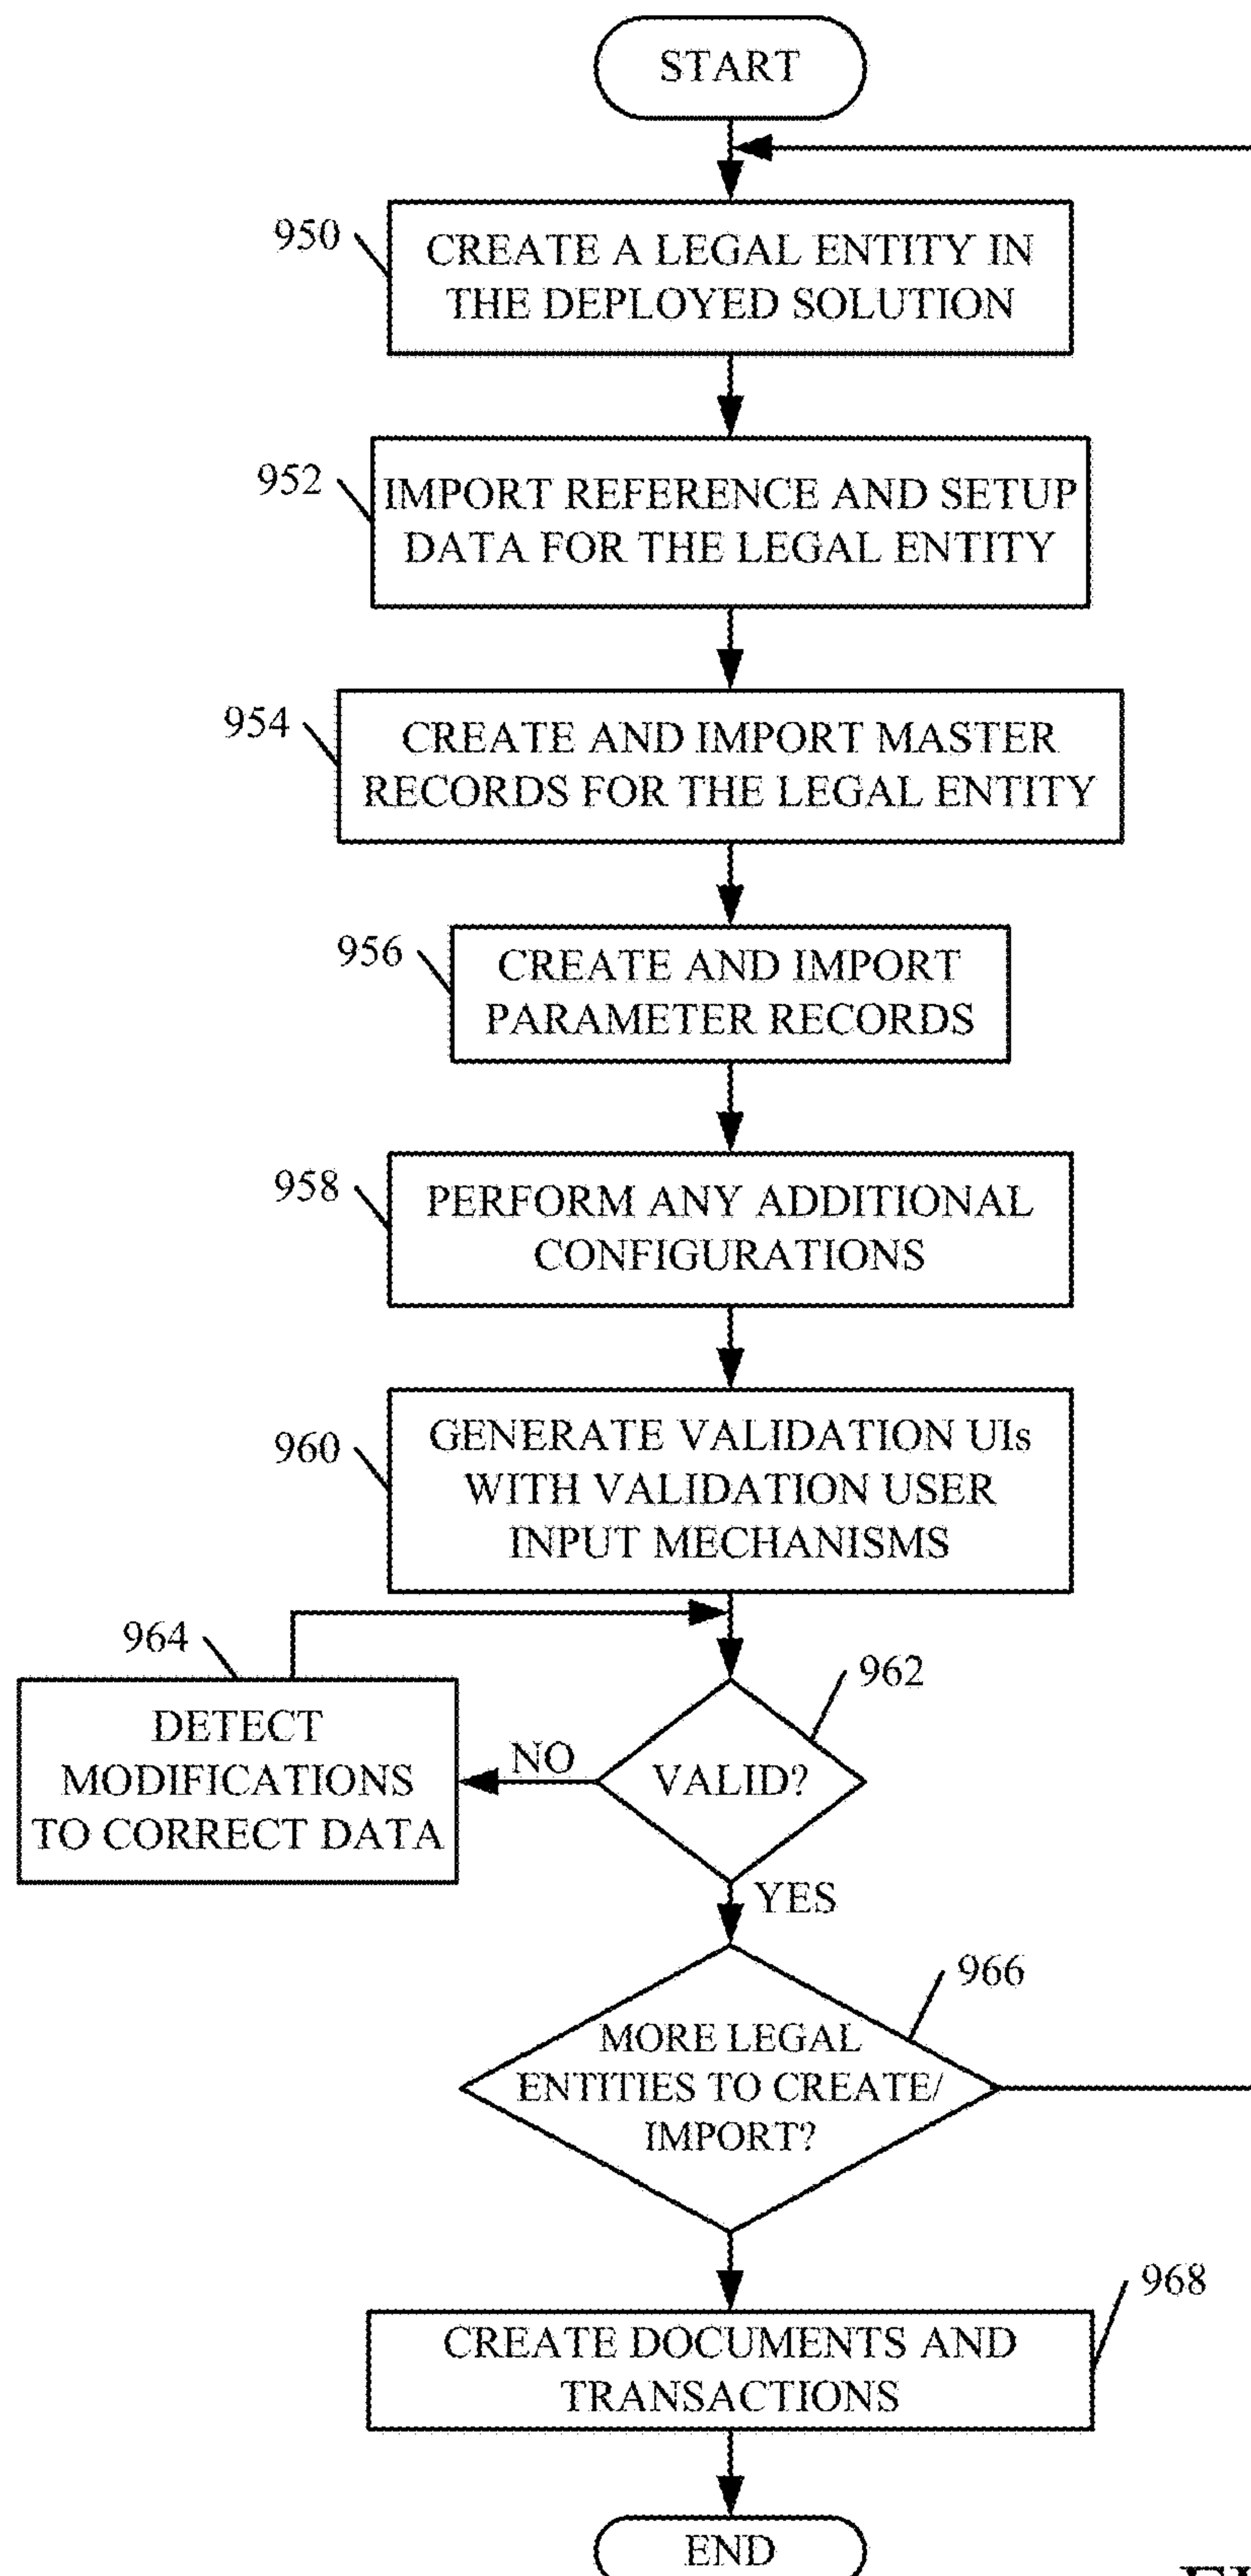 START
950
CREATE A LEGAL ENTITY IN
THE DEPLOYED SOLUTION
952
IMPORT REFERENCE AND SETUP
DATA FOR THE LEGAL ENTITY
954
CREATE AND IMPORT MASTER
RECORDS FOR THE LEGAL ENTITY
956
CREATE AND IMPORT
PARAMETER RECORDS
958
PERFORM ANY ADDITIONAL
CONFIGURATIONS
960
GENERATE VALIDATION UIs
WITH VALIDATION USER
INPUT MECHANISMS
964
DETECT
MODIFICATIONS
TO CORRECT DATA
NO
962
VALID?
YES
966
MORE LEGAL
ENTITIES TO CREATE/
IMPORT?
968
CREATE DOCUMENTS AND
TRANSACTIONS
END